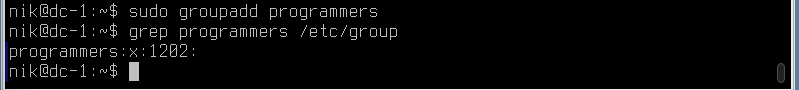 nik@dc-1:~$ sudo groupadd programmers
nik@dc-1:~$ grep programmers /etc/group
programmers:x:1202:
nik@dc-1:~$